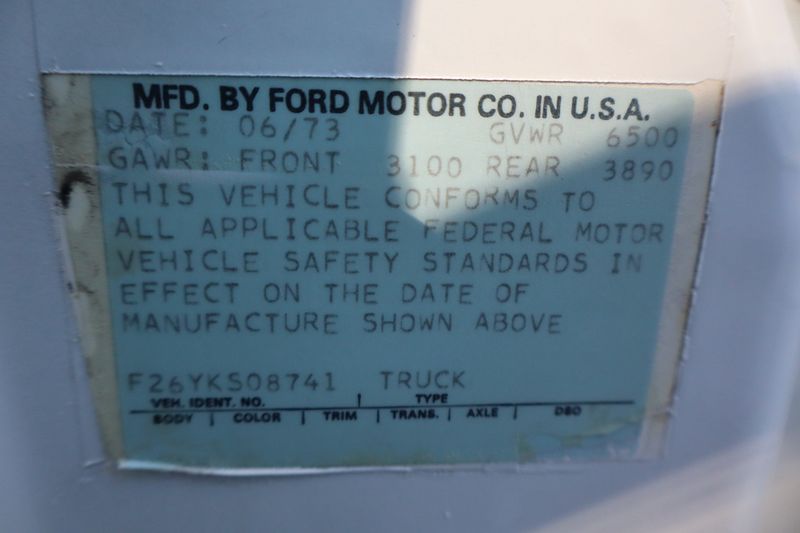 MFD. BY FORD MOTOR CO. IN U.S.A.
DATE: 06/73 GVWR 6500
GAWR: FRONT 3100 REAR 3890
THIS VEHICLE CONFORMS TO
ALL APPLICABLE FEDERAL MOTOR
VEHICLE SAFETY STANDARDS IN
EFFECT ON THE DATE OF
MANUFACTURE SHOWN ABOVE
F26YKS08741 TRUCK
VEH. IDENT. NO. | TYPE
BODY | COLOR | TRIM | TRANS. | AXLE | DSO